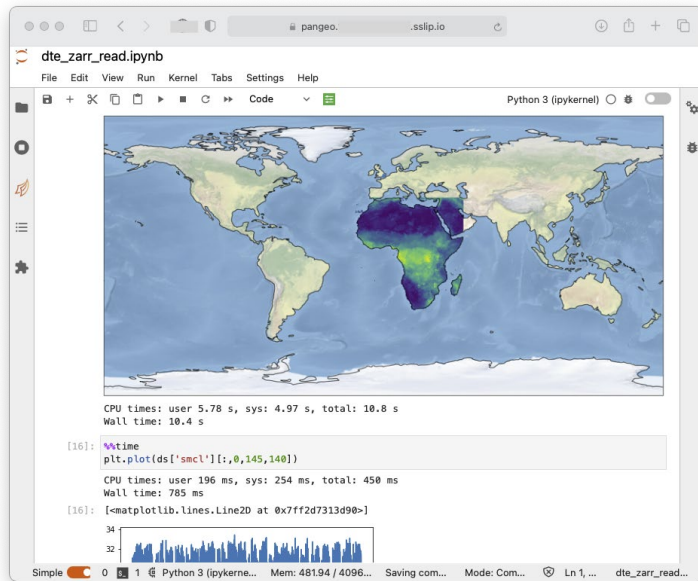 pangeo. .sslip.io
dte_zarr_read.ipynb
File Edit View Run Kernel Tabs Settings Help
Code Python 3 (ipykernel)
CPU times: user 5.78 s, sys: 4.97 s, total: 10.8 s
Wall time: 10.4 s
[16]: %%time
plt.plot(ds['smcl'][:,0,145,140])
CPU times: user 196 ms, sys: 254 ms, total: 450 ms
Wall time: 785 ms
[16]: [<matplotlib.lines.Line2D at 0x7ff2d7313d90>]
34
32
Simple 0 1 Python 3 (ipykerne... Mem: 481.94 / 4096... Saving com... Mode: Com... Ln 1, ... dte_zarr_read...